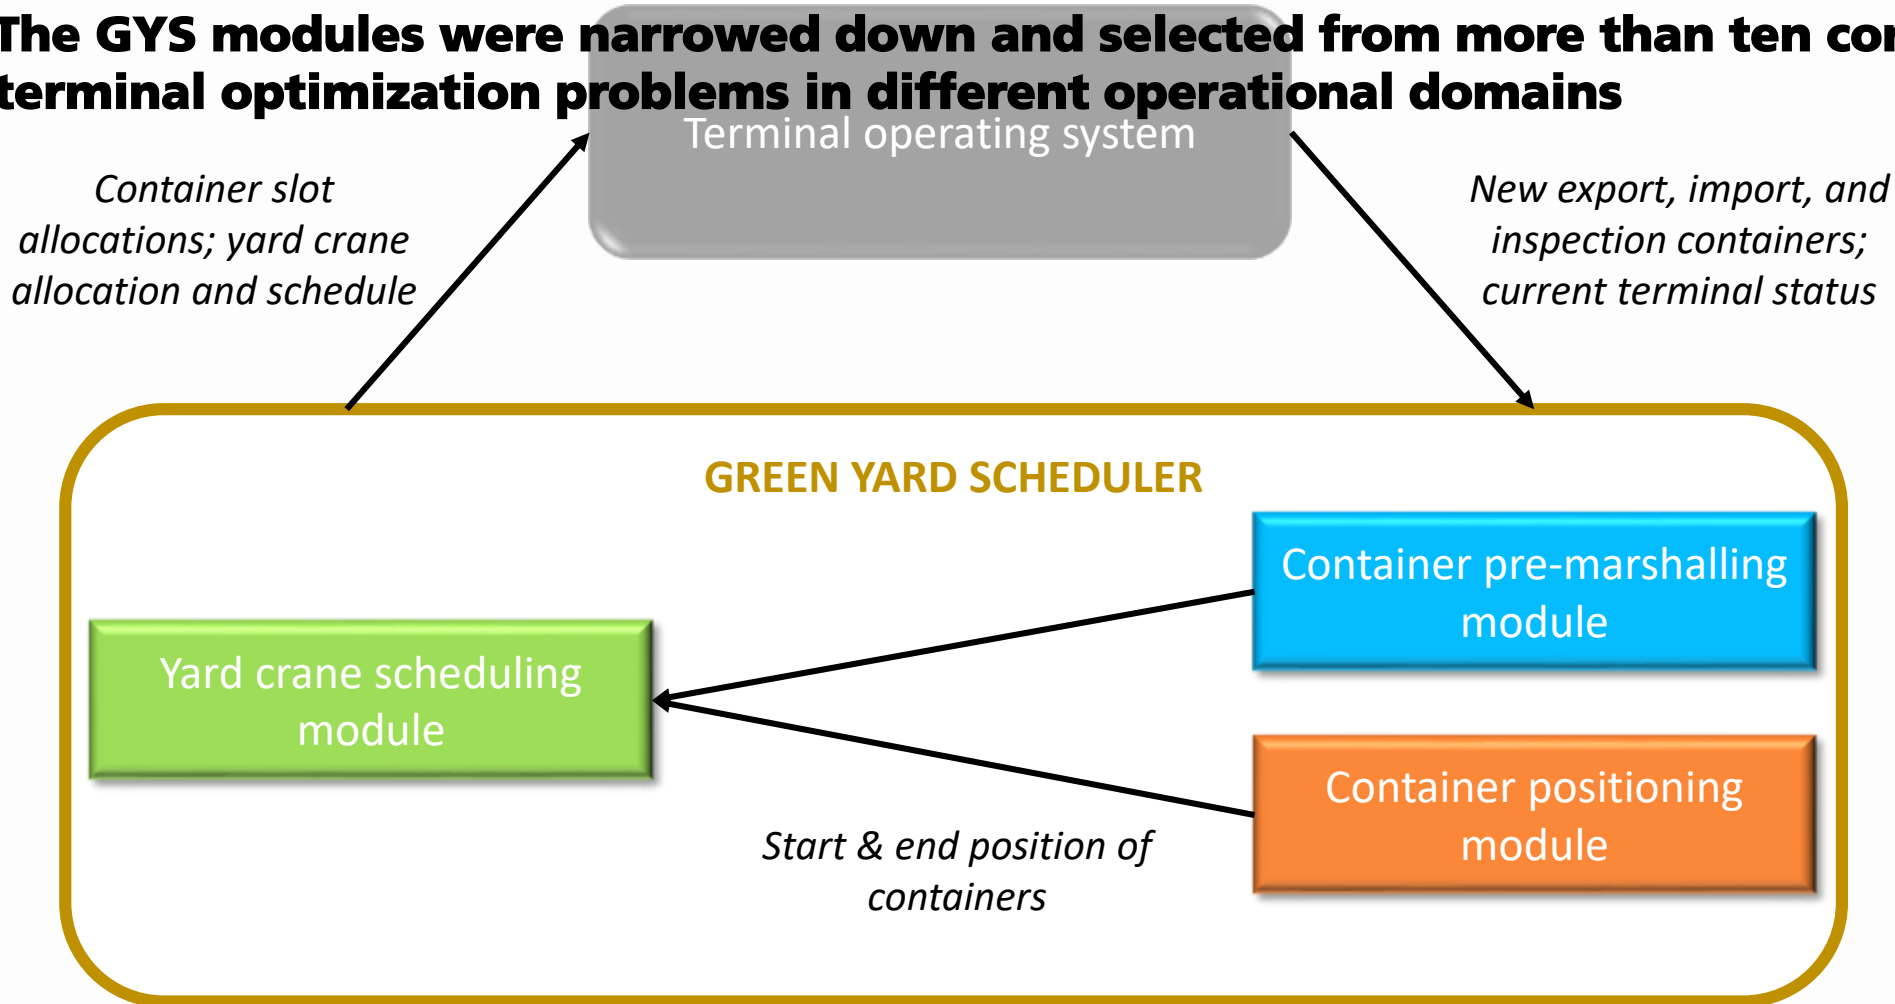 The GYS modules were narrowed down and selected from more than ten
terminal optimization problems in different operational domains
Terminal operating system
Container slot
allocations; yard crane
allocation and schedule
New export, import, and
inspection containers;
current terminal status
GREEN YARD SCHEDULER
Container pre-marshalling
module
Yard crane scheduling
module
Container positioning
module
Start & end position of
containers